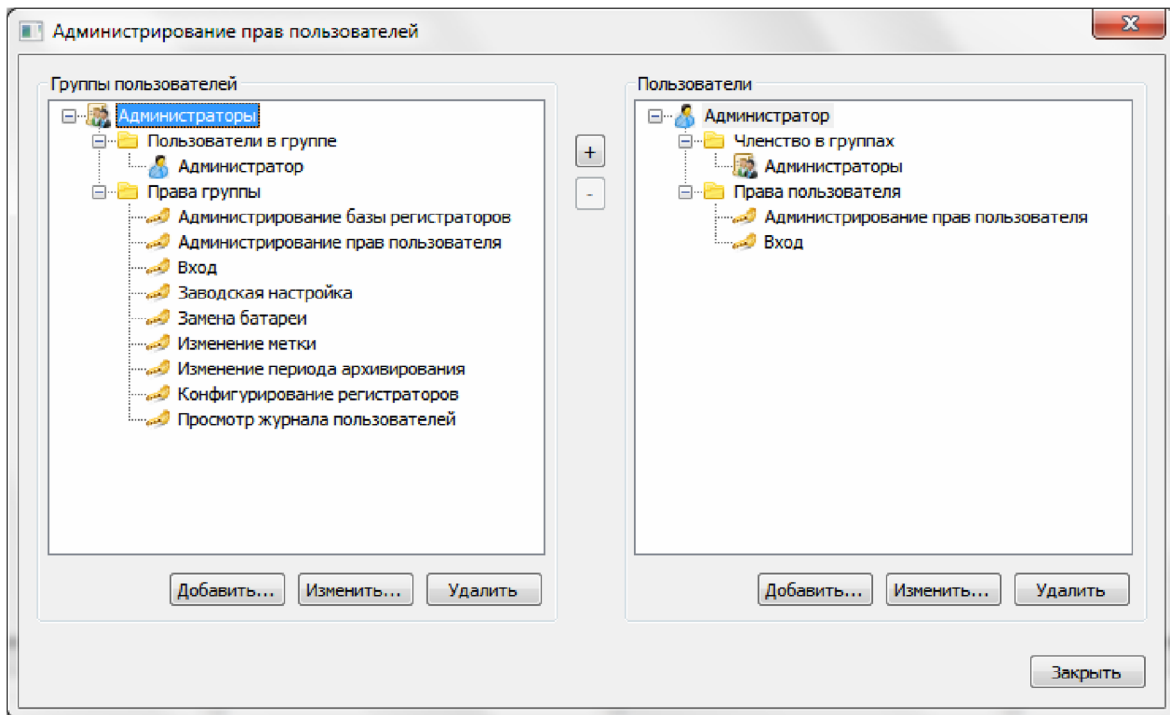 Администрирование прав пользователей
Группы пользователей
Администраторы
Пользователи в группе
Администратор
Права группы
Администрирование базы регистраторов
Администрирование прав пользователя
Вход
Заводская настройка
Замена батареи
Изменение метки
Изменение периода архивирования
Конфигурирование регистраторов
Просмотр журнала пользователей
Добавить... Изменить... Удалить
+
-
Пользователи
Администратор
Членство в группах
Администраторы
Права пользователя
Администрирование прав пользователя
Вход
Добавить... Изменить... Удалить
Закрыть